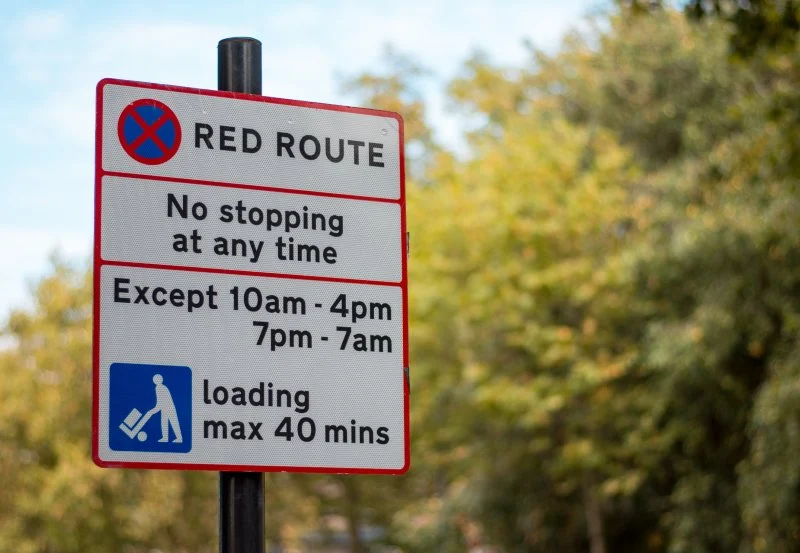 RED ROUTE
No stopping
at any time
Except 10am - 4pm
7pm - 7am
loading
max 40 mins